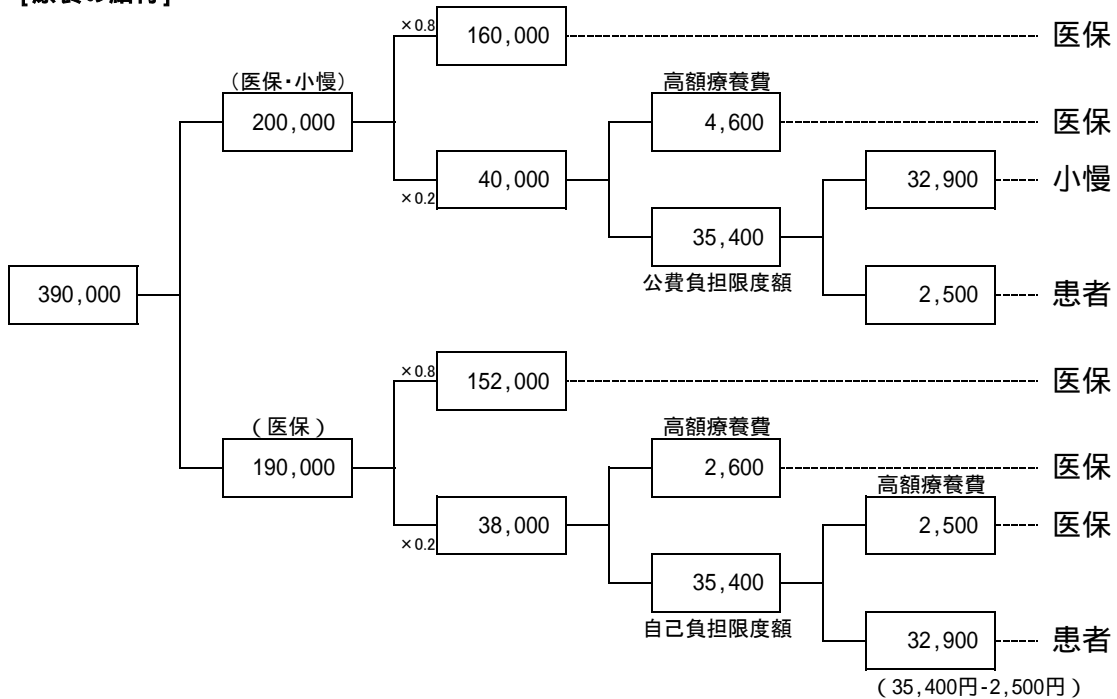 [療養の給付]
×0.8 160,000 医保
(医保・小慢) 高額療養費
200,000 4,600 医保
×0.2 40,000 32,900 小慢
35,400
390,000 公費負担限度額 2,500 患者
×0.8 152,000 医保
(医保) 高額療養費
190,000 2,600 医保
高額療養費
×0.2 38,000 2,500 医保
35,400
自己負担限度額 32,900 患者
(35,400円-2,500円)